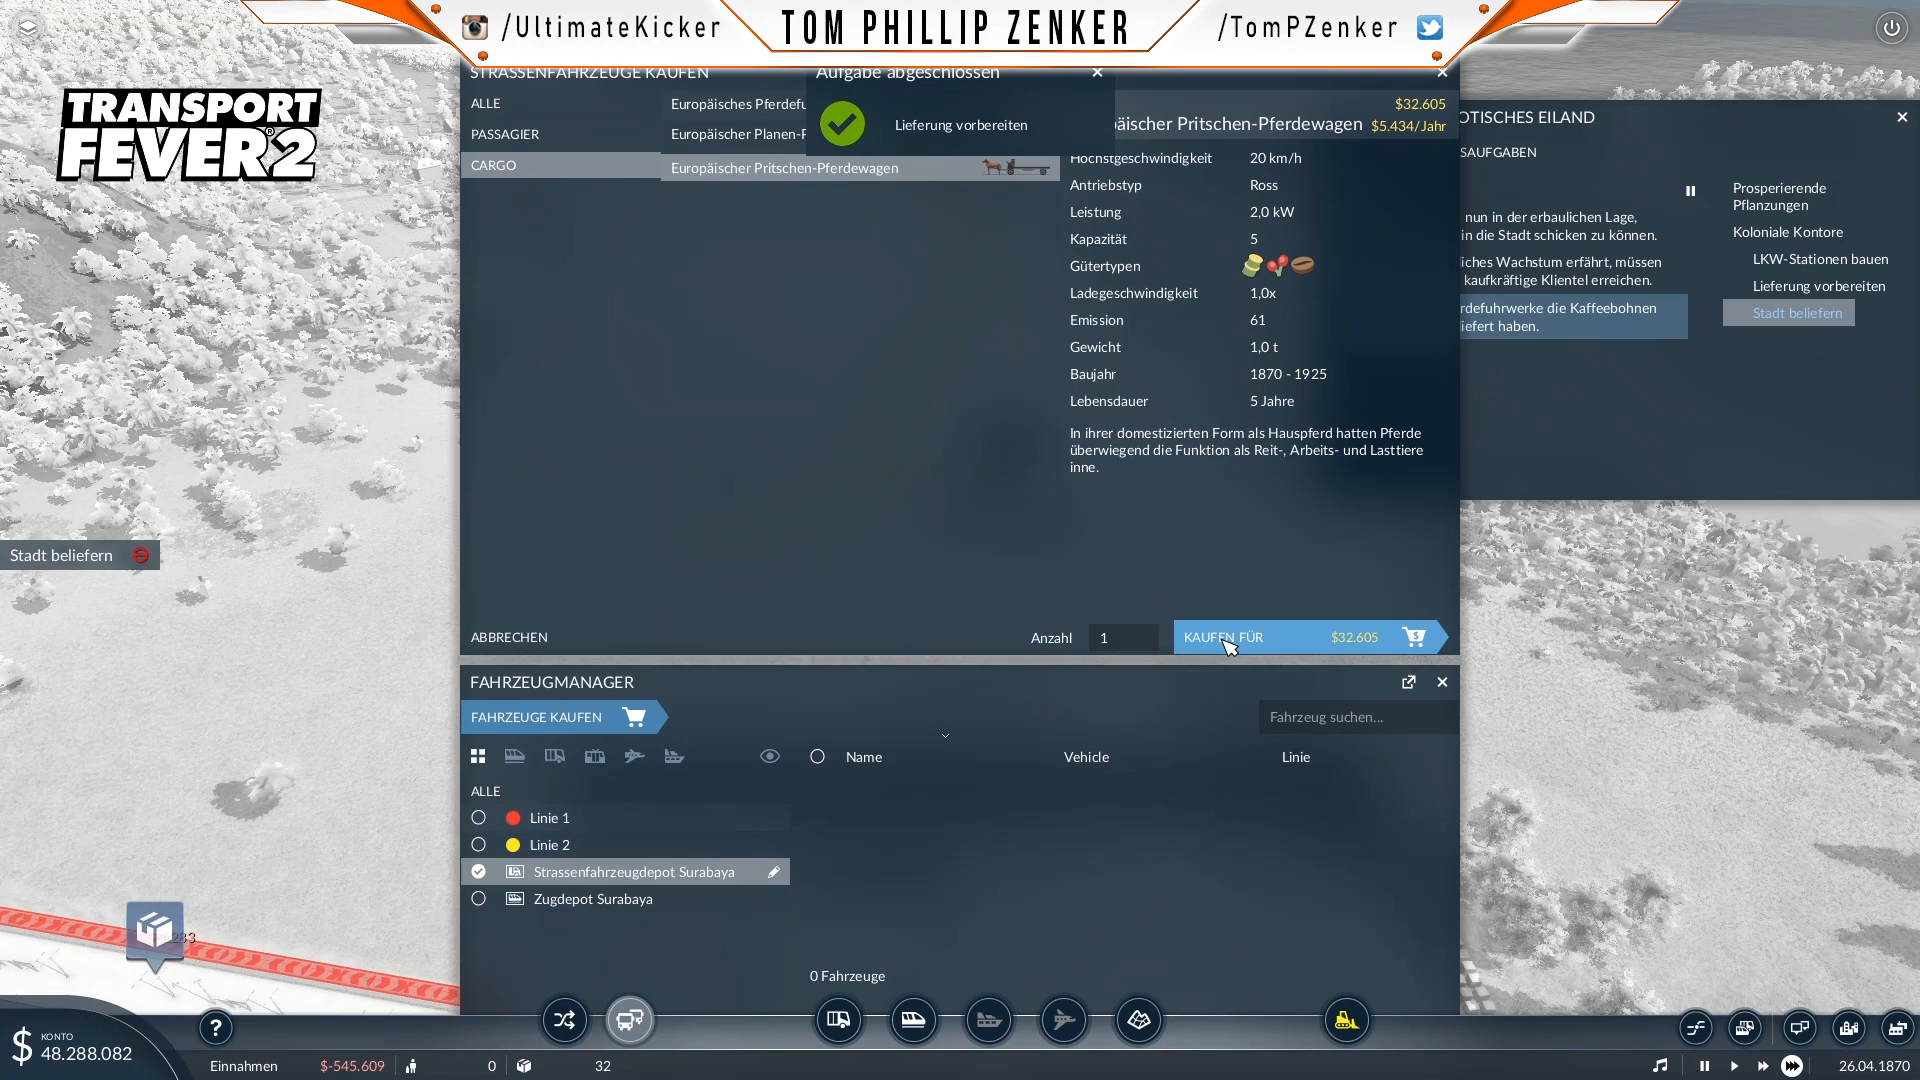 /UltimateKicker
TOM PHILLIP ZENKER
/TomPZenker
TRANSPORT
FEVER®2
STRASSENFAHRZEUGE KAUFEN
Aufgabe abgeschlossen
Lieferung vorbereiten
ALLE
PASSAGIER
CARGO
Europäisches Pferdefu
Europäischer Planen-P
Europäischer Pritschen-Pferdewagen
$32.605
päischer Pritschen-Pferdewagen
$5.434/Jahr
Höchstgeschwindigkeit 20 km/h
Antriebstyp Ross
Leistung 2,0 kW
Kapazität 5
Gütertypen
Ladegeschwindigkeit 1,0x
Emission 61
Gewicht 1,0 t
Baujahr 1870 - 1925
Lebensdauer 5 Jahre
In ihrer domestizierten Form als Hauspferd hatten Pferde
überwiegend die Funktion als Reit-, Arbeits- und Lasttiere
inne.
ABBRECHEN
Anzahl 1
KAUFEN FÜR $32.605
OTISCHES EILAND
SAUFGABEN
nun in der erbaulichen Lage,
in die Stadt schicken zu können.
liches Wachstum erfährt, müssen
kaufkräftige Klientel erreichen.
rdefuhrwerke die Kaffeebohnen
iefert haben.
Prosperierende
Pflanzungen
Koloniale Kontore
LKW-Stationen bauen
Lieferung vorbereiten
Stadt beliefern
Stadt beliefern
FAHRZEUGMANAGER
FAHRZEUGE KAUFEN
Fahrzeug suchen...
Name Vehicle Linie
ALLE
Linie 1
Linie 2
Strassenfahrzeugdepot Surabaya
Zugdepot Surabaya
0 Fahrzeuge
$ KONTO
48.288.082
?
Einnahmen $-545.609 0 32
26.04.1870